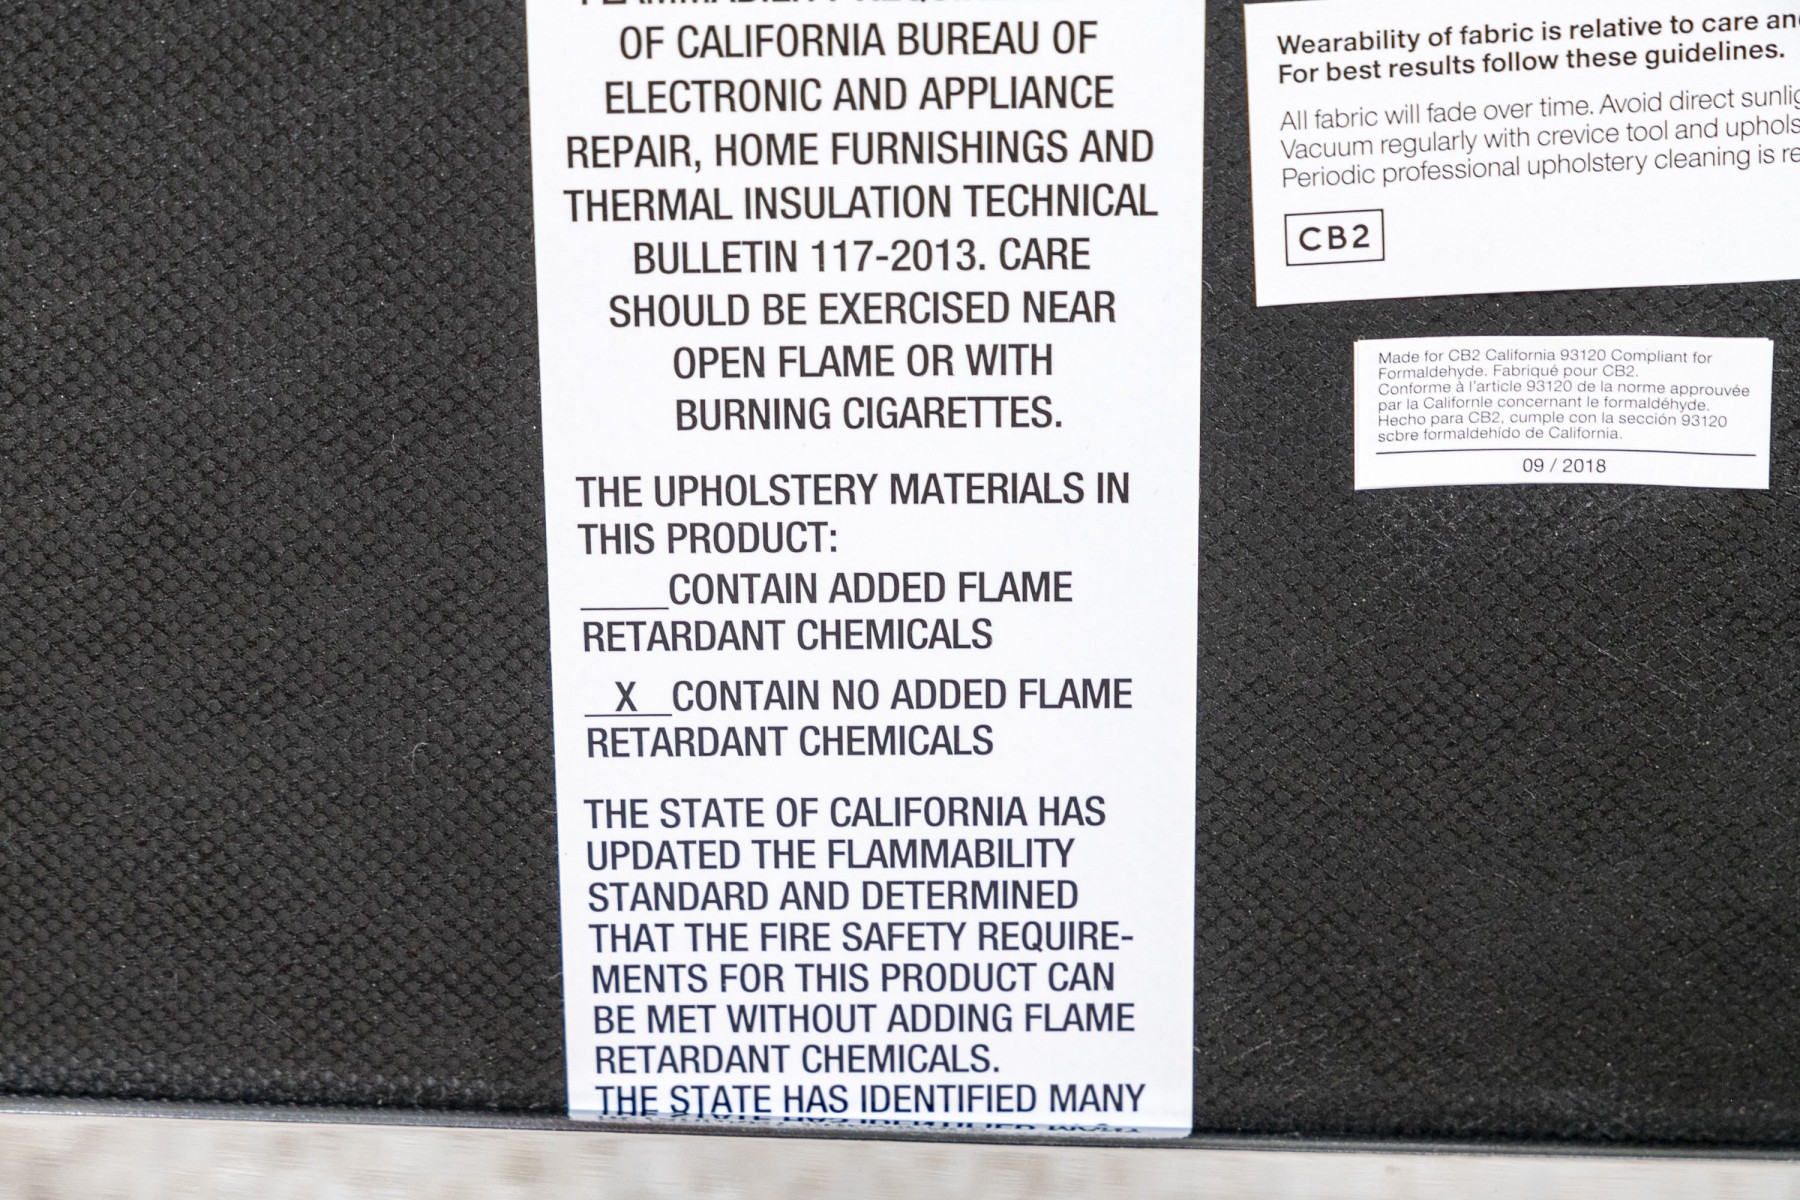 OF CALIFORNIA BUREAU OF
ELECTRONIC AND APPLIANCE
REPAIR, HOME FURNISHINGS AND
THERMAL INSULATION TECHNICAL
BULLETIN 117-2013. CARE
SHOULD BE EXERCISED NEAR
OPEN FLAME OR WITH
BURNING CIGARETTES.
THE UPHOLSTERY MATERIALS IN
THIS PRODUCT:
____CONTAIN ADDED FLAME
RETARDANT CHEMICALS
_X_CONTAIN NO ADDED FLAME
RETARDANT CHEMICALS
THE STATE OF CALIFORNIA HAS
UPDATED THE FLAMMABILITY
STANDARD AND DETERMINED
THAT THE FIRE SAFETY REQUIRE-
MENTS FOR THIS PRODUCT CAN
BE MET WITHOUT ADDING FLAME
RETARDANT CHEMICALS.
THE STATE HAS IDENTIFIED MANY
Wearability of fabric is relative to care
For best results follow these guidelines.
All fabric will fade over time. Avoid direct
Vacuum regularly with crevice tool and
Periodic professional upholstery cleaning is
CB2
Made for CB2 California 93120 Compliant for
Formaldehyde. Fabriqué pour CB2.
Conforme à l'article 93120 de la norme approuvée
par la Californle concernant le formaldéhyde.
Hecho para CB2, cumple con la sección 93120
scbre formaldehído de California.
09 / 2018